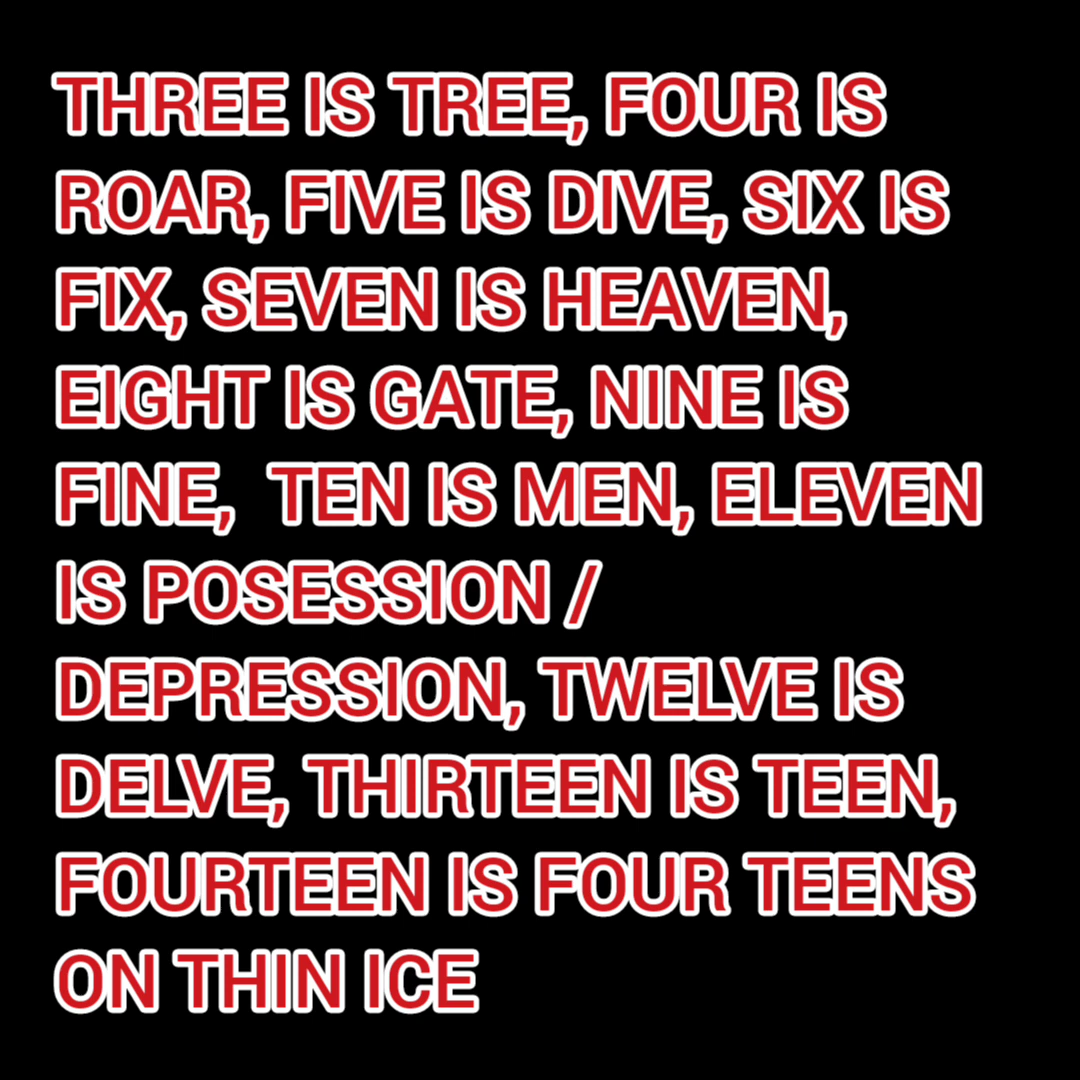 THREE IS TREE, FOUR IS
ROAR, FIVE IS DIVE, SIX IS
FIX, SEVEN IS HEAVEN,
EIGHT IS GATE, NINE IS
FINE,  TEN IS MEN, ELEVEN
IS POSESSION /
DEPRESSION, TWELVE IS
DELVE, THIRTEEN IS TEEN,
FOURTEEN IS FOUR TEENS
ON THIN ICE